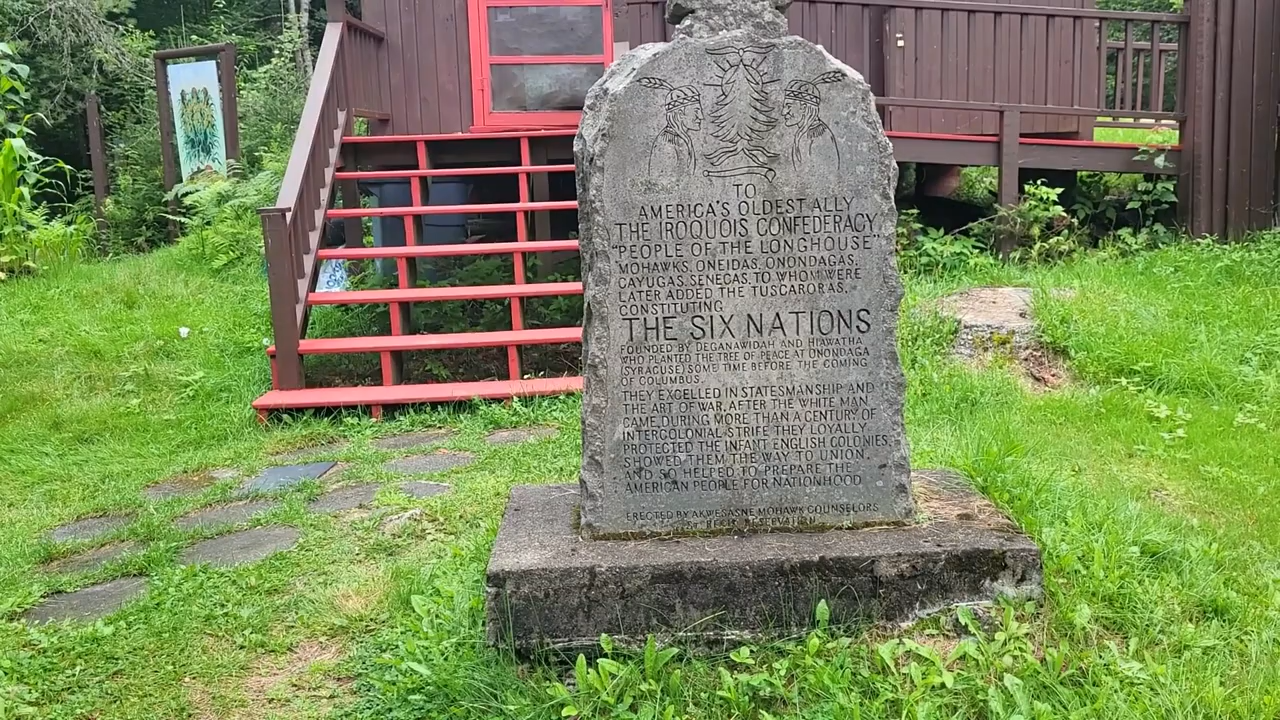 TO
AMERICA'S OLDEST ALLY
THE IROQUOIS CONFEDERACY
"PEOPLE OF THE LONGHOUSE"
MOHAWKS, ONEIDAS, ONONDAGAS,
CAYUGAS, SENECAS, TO WHOM WERE
LATER ADDED THE TUSCARORAS,
CONSTITUTING
THE SIX NATIONS
FOUNDED BY DEGANAWIDAH AND HIAWATHA
WHO PLANTED THE TREE OF PEACE AT ONONDAGA
(SYRACUSE) SOME TIME BEFORE THE COMING
OF COLUMBUS.
THEY EXCELLED IN STATESMANSHIP AND
THE ART OF WAR. AFTER THE WHITE MAN
CAME, DURING MORE THAN A CENTURY OF
INTERCOLONIAL STRIFE THEY LOYALLY
PROTECTED THE INFANT ENGLISH COLONIES,
SHOWED THEM THE WAY TO UNION,
AND SO HELPED TO PREPARE THE
AMERICAN PEOPLE FOR NATIONHOOD
ERECTED BY AKWESASNE MOHAWK COUNSELORS
ST. REGIS RESERVATION